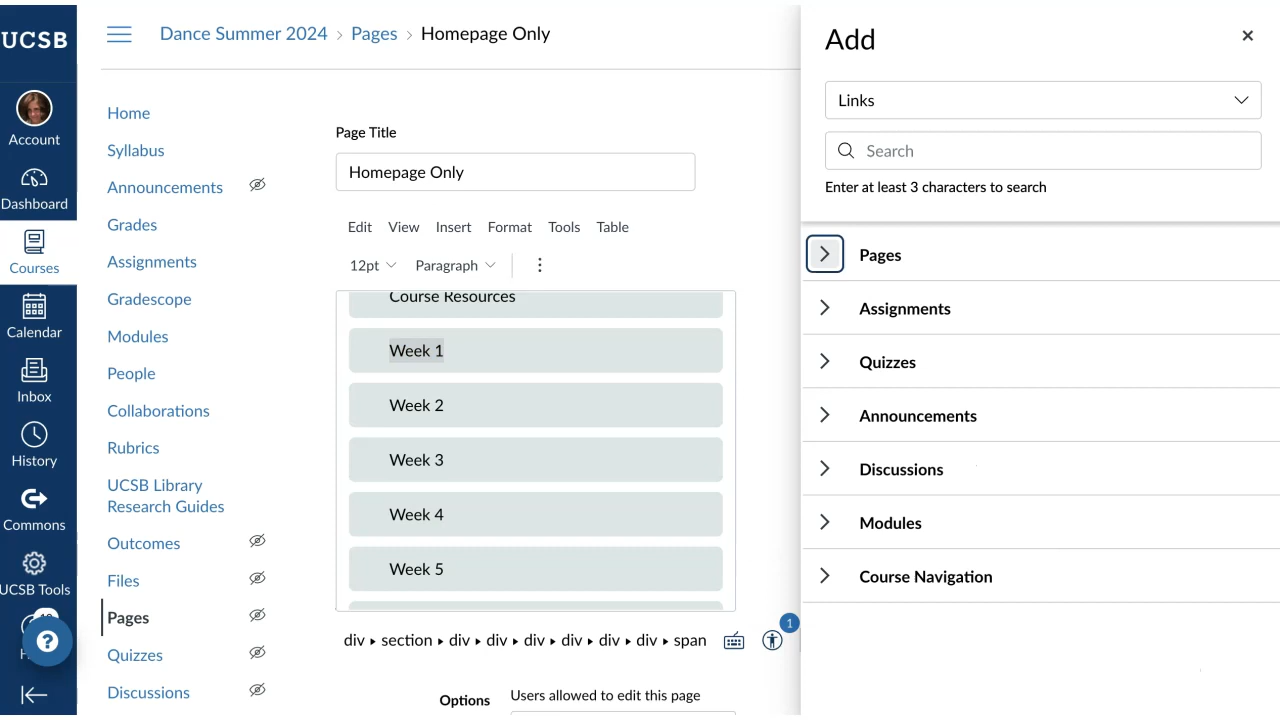 UCSB
Account
Dashboard
Courses
Calendar
Inbox
History
Commons
UCSB Tools
Dance Summer 2024 › Pages › Homepage Only
Home
Syllabus
Announcements
Grades
Assignments
Gradescope
Modules
People
Collaborations
Rubrics
UCSB Library
Research Guides
Outcomes
Files
Pages
Quizzes
Discussions
Page Title
Homepage Only
Edit View Insert Format Tools Table
12pt Paragraph
Course Resources
Week 1
Week 2
Week 3
Week 4
Week 5
div ▸ section ▸ div ▸ div ▸ div ▸ div ▸ div ▸ div ▸ span
1
Options
Users allowed to edit this page
Add
Links
Search
Enter at least 3 characters to search
Pages
Assignments
Quizzes
Announcements
Discussions
Modules
Course Navigation